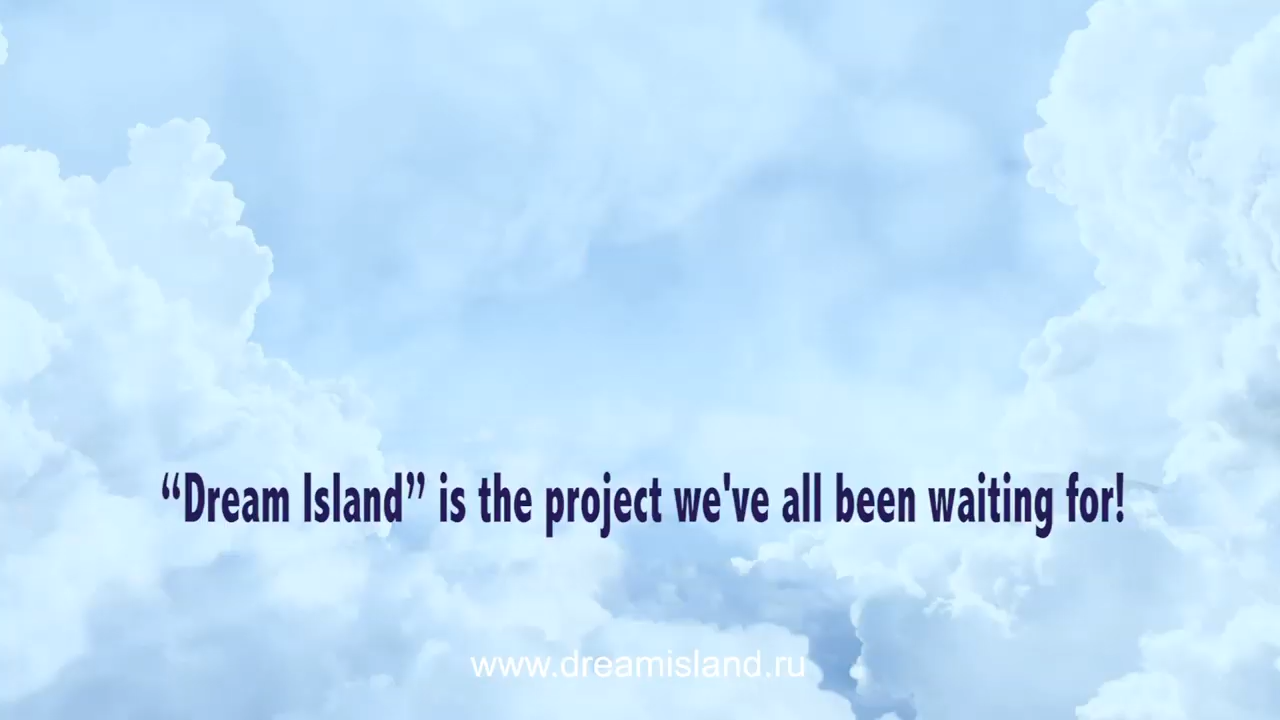 “Dream Island” is the project we've all been waiting for!
www.dreamisland.ru